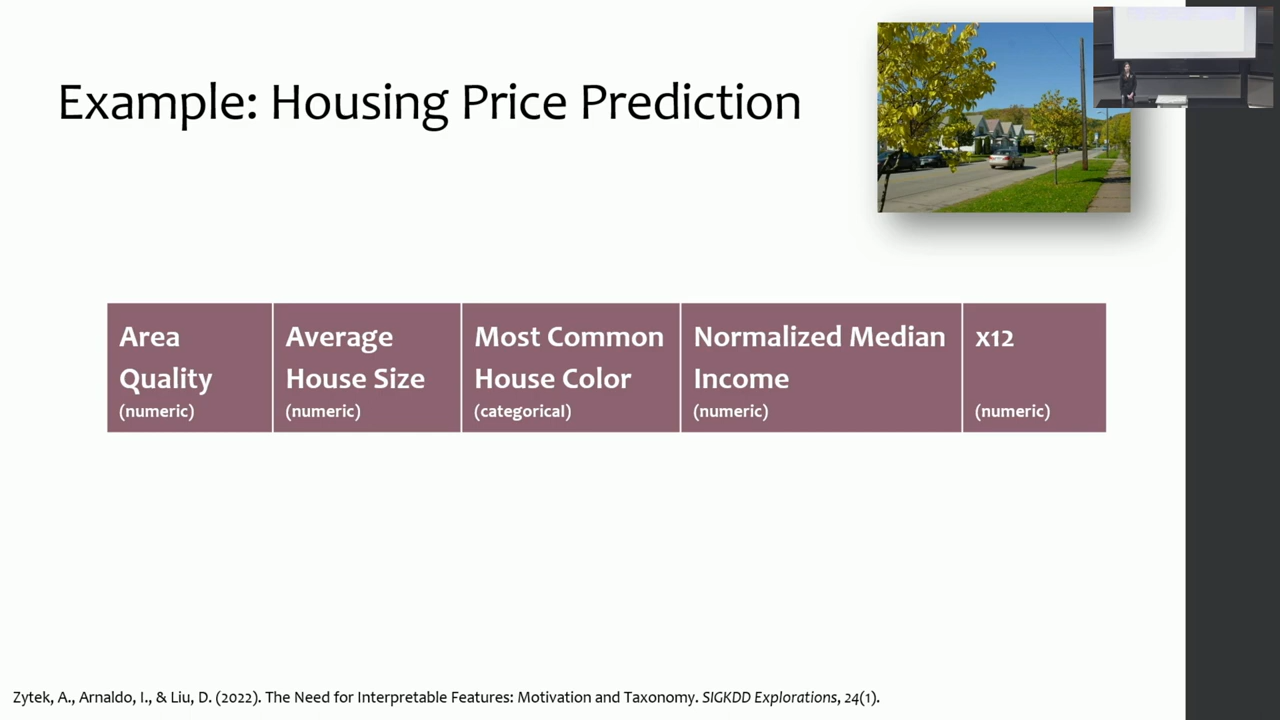 Example: Housing Price Prediction
Area Quality (numeric)
Average House Size (numeric)
Most Common House Color (categorical)
Normalized Median Income (numeric)
x12 (numeric)
Zytek, A., Arnaldo, I., & Liu, D. (2022). The Need for Interpretable Features: Motivation and Taxonomy. SIGKDD Explorations, 24(1).